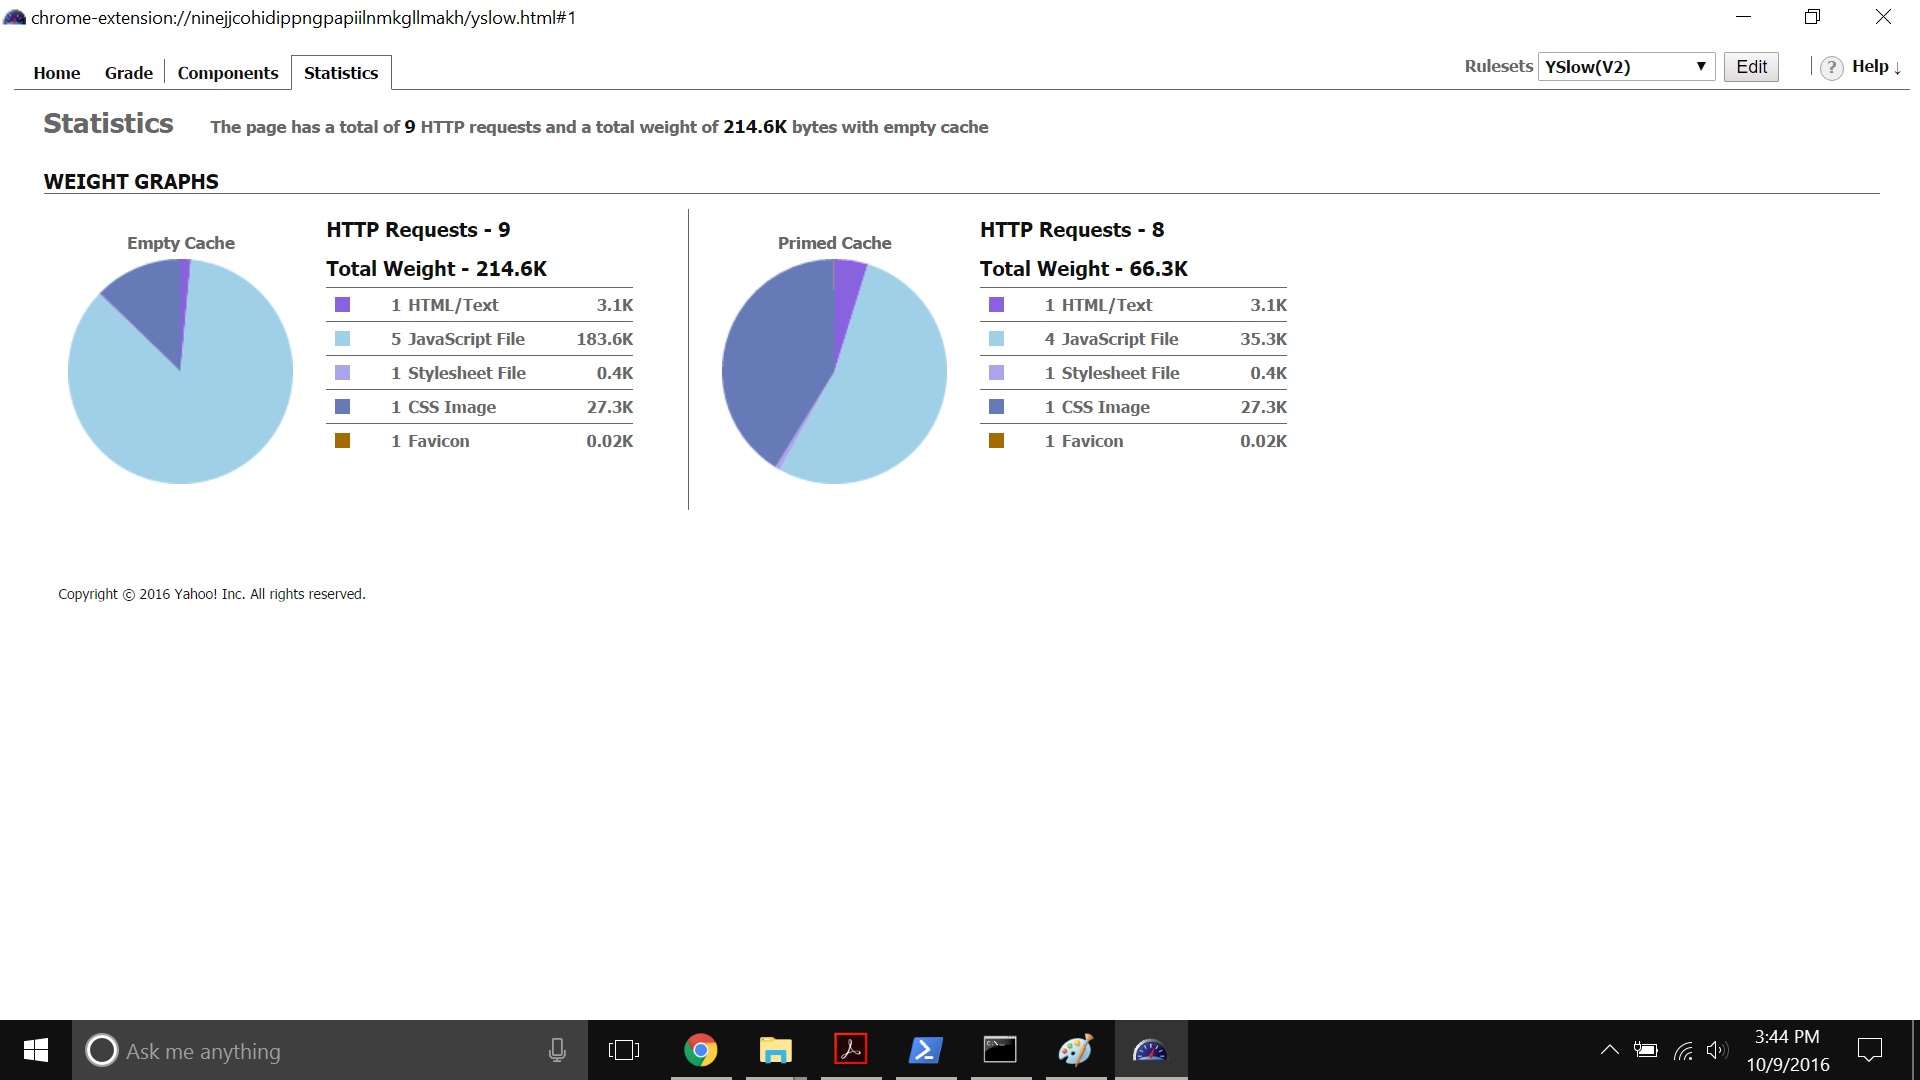 chrome-extension://ninejjcohidippngpapiilnmkgllmakh/yslow.html#1
Home Grade Components Statistics Rulesets YSlow(V2) Edit ? Help ↓
Statistics The page has a total of 9 HTTP requests and a total weight of 214.6K bytes with empty cache
WEIGHT GRAPHS
Empty Cache
HTTP Requests - 9
Total Weight - 214.6K
1 HTML/Text 3.1K
5 JavaScript File 183.6K
1 Stylesheet File 0.4K
1 CSS Image 27.3K
1 Favicon 0.02K
Primed Cache
HTTP Requests - 8
Total Weight - 66.3K
1 HTML/Text 3.1K
4 JavaScript File 35.3K
1 Stylesheet File 0.4K
1 CSS Image 27.3K
1 Favicon 0.02K
Copyright © 2016 Yahoo! Inc. All rights reserved.
Ask me anything
3:44 PM
10/9/2016